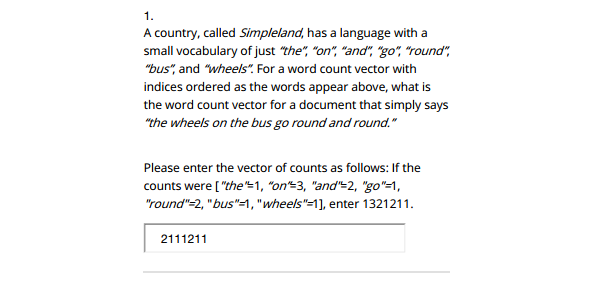 1.
A country, called Simpleland, has a language with a
small vocabulary of just "the", "on", "and", "go", "round",
"bus", and "wheels". For a word count vector with
indices ordered as the words appear above, what is
the word count vector for a document that simply says
"the wheels on the bus go round and round."
Please enter the vector of counts as follows: If the
counts were ["the"=1, "on"=3, "and"=2, "go"=1,
"round"=2, "bus"=1, "wheels"=1], enter 1321211.
2111211